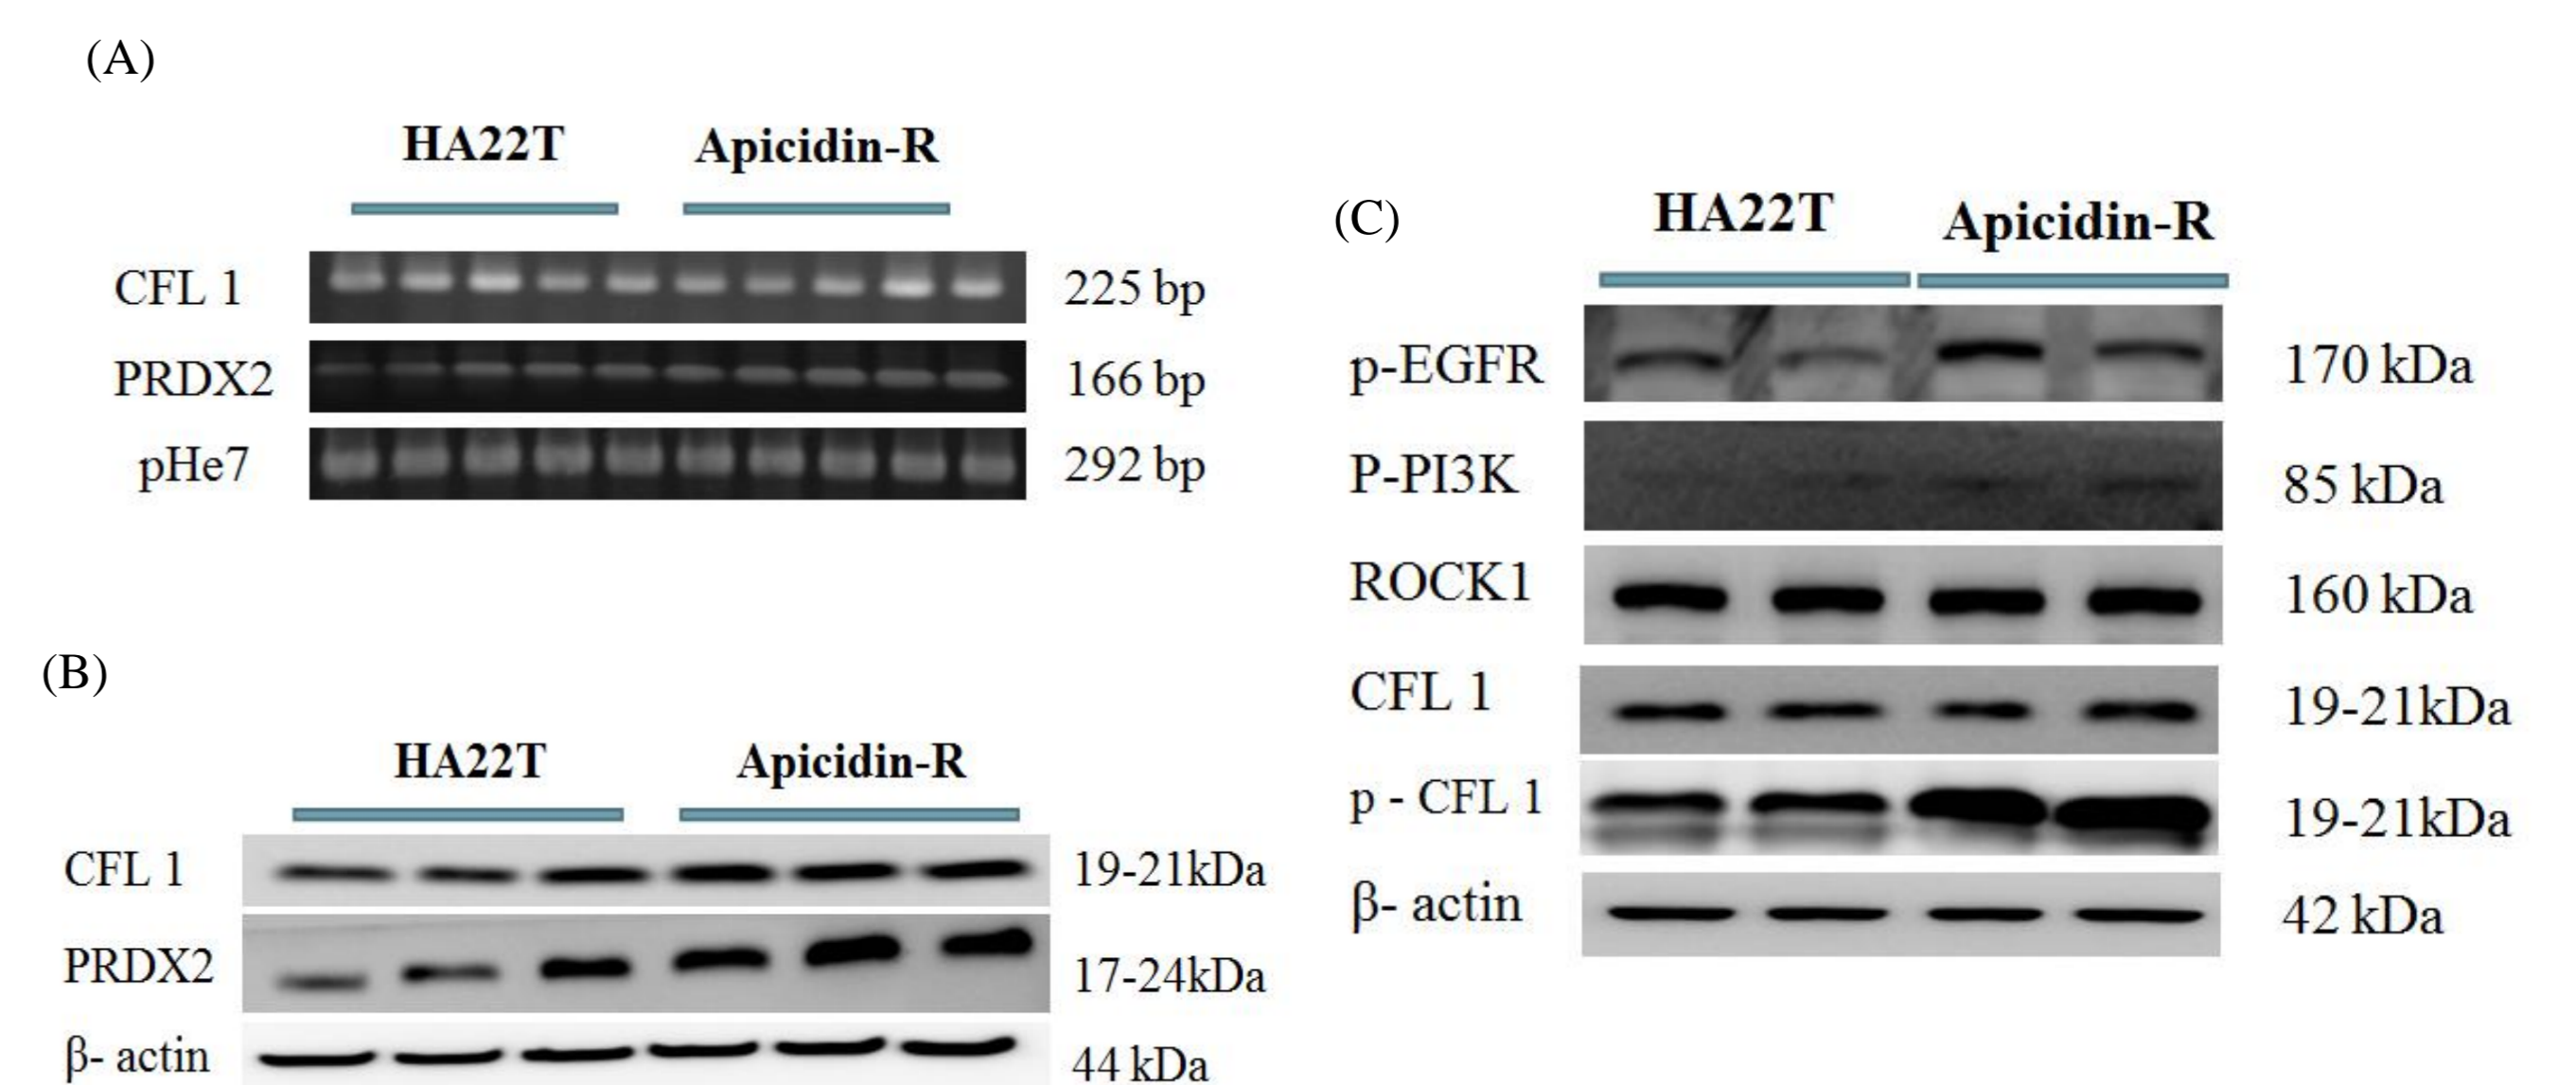 (A)
HA22T Apicidin-R
CFL 1 225 bp
PRDX2 166 bp
pHe7 292 bp
(B)
HA22T Apicidin-R
CFL 1 19-21kDa
PRDX2 17-24kDa
β- actin 44 kDa
(C)
HA22T Apicidin-R
p-EGFR 170 kDa
P-PI3K 85 kDa
ROCK1 160 kDa
CFL 1 19-21kDa
p - CFL 1 19-21kDa
β- actin 42 kDa